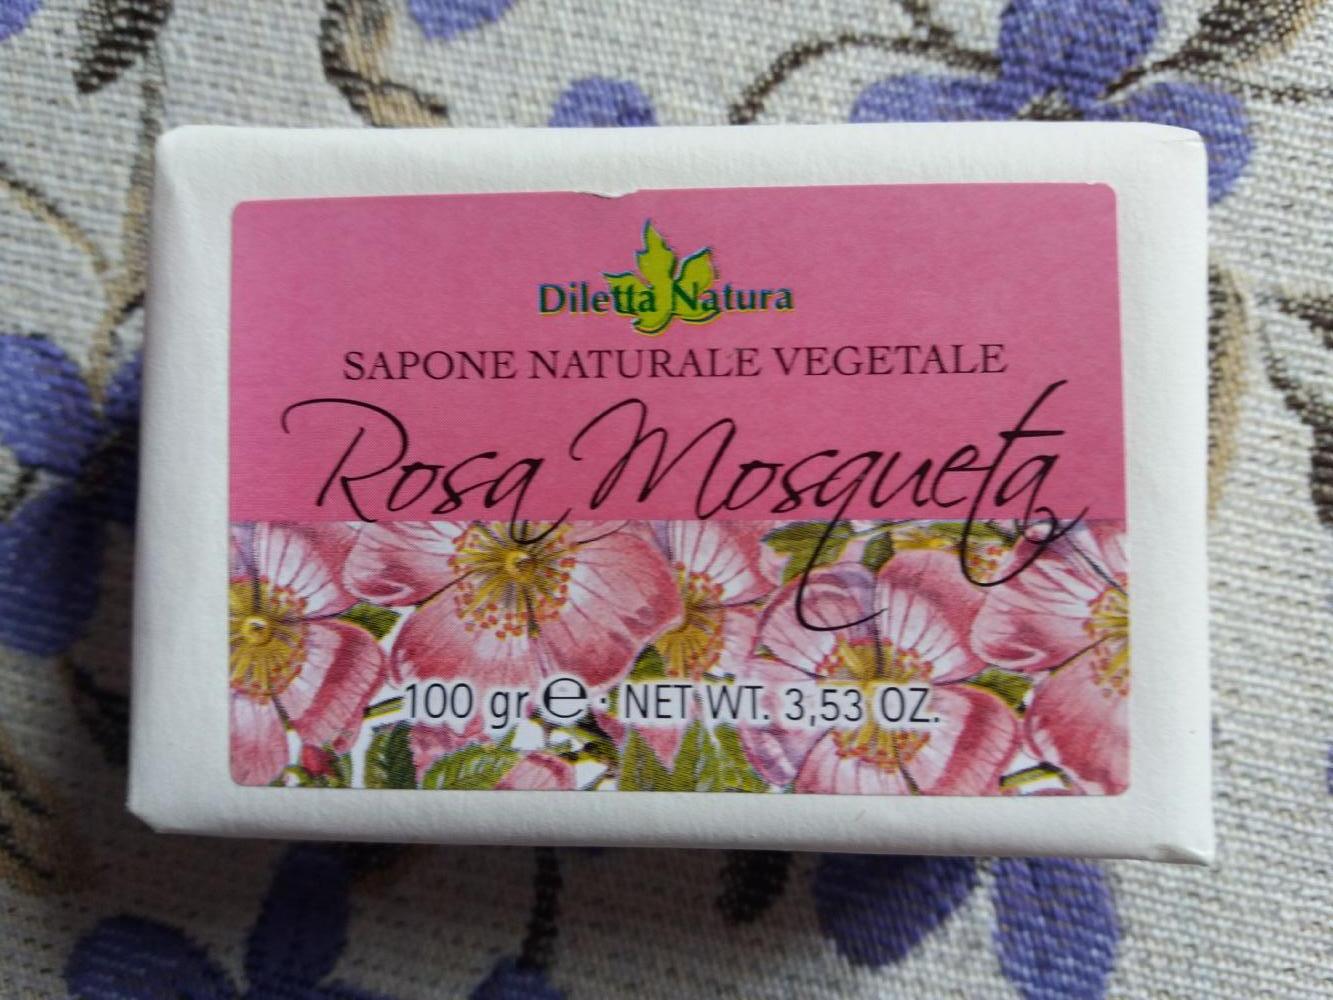 Diletta Natura
SAPONE NATURALE VEGETALE
Rosa Mosqueta
100 gr ℮ · NET WT. 3,53 OZ.